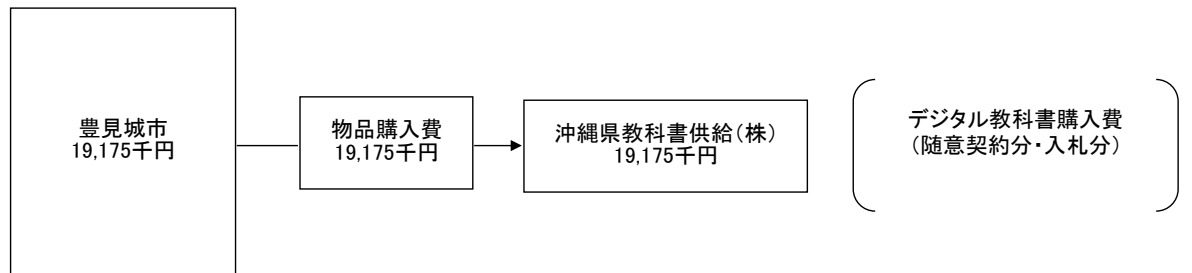 豊見城市
19,175千円
物品購入費
19,175千円
沖縄県教科書供給(株)
19,175千円
デジタル教科書購入費
(随意契約分・入札分)